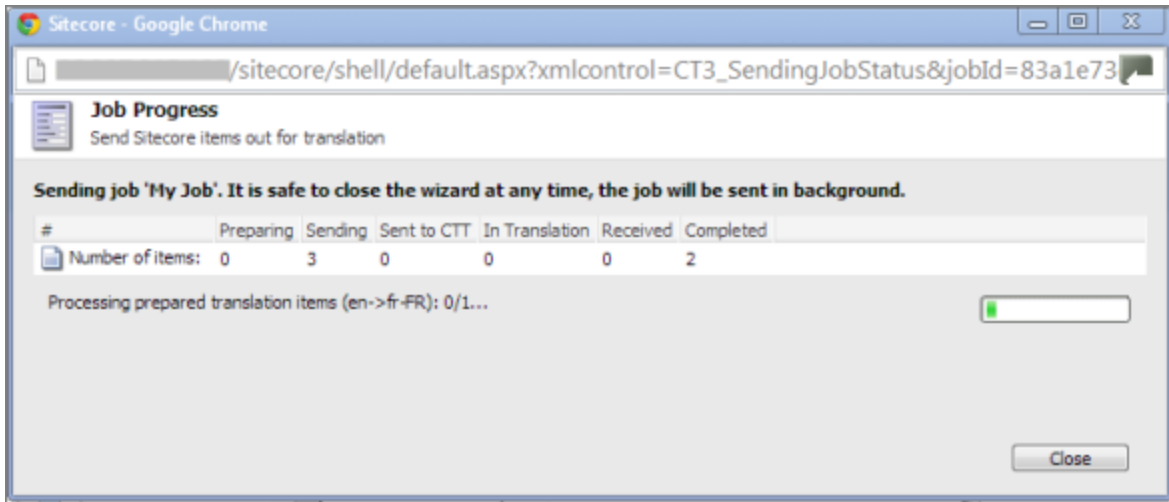 Sitecore - Google Chrome
/sitecore/shell/default.aspx?xmlcontrol=CT3_SendingJobStatus&jobId=83a1e73
Job Progress
Send Sitecore items out for translation
Sending job 'My Job'. It is safe to close the wizard at any time, the job will be sent in background.
# Preparing Sending Sent to CTT In Translation Received Completed
Number of items: 0 3 0 0 0 2
Processing prepared translation items (en->fr-FR): 0/1...
Close